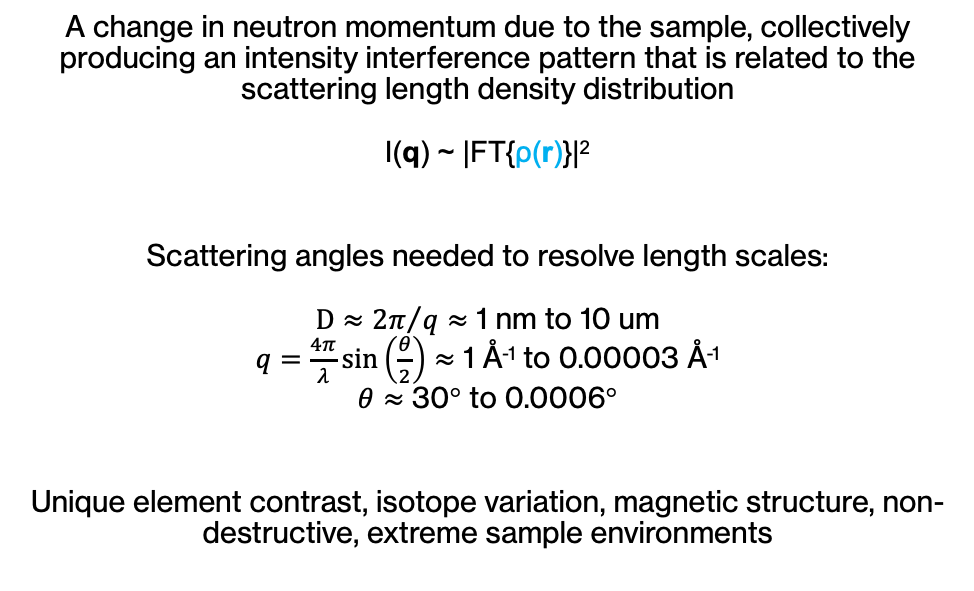 A change in neutron momentum due to the sample, collectively
producing an intensity interference pattern that is related to the
scattering length density distribution
I(q) ~ |FT{ρ(r)}|²
Scattering angles needed to resolve length scales:
D ≈ 2π/q ≈ 1 nm to 10 um
q = 4π/λ sin (θ/2) ≈ 1 Å⁻¹ to 0.00003 Å⁻¹
θ ≈ 30° to 0.0006°
Unique element contrast, isotope variation, magnetic structure, non-
destructive, extreme sample environments